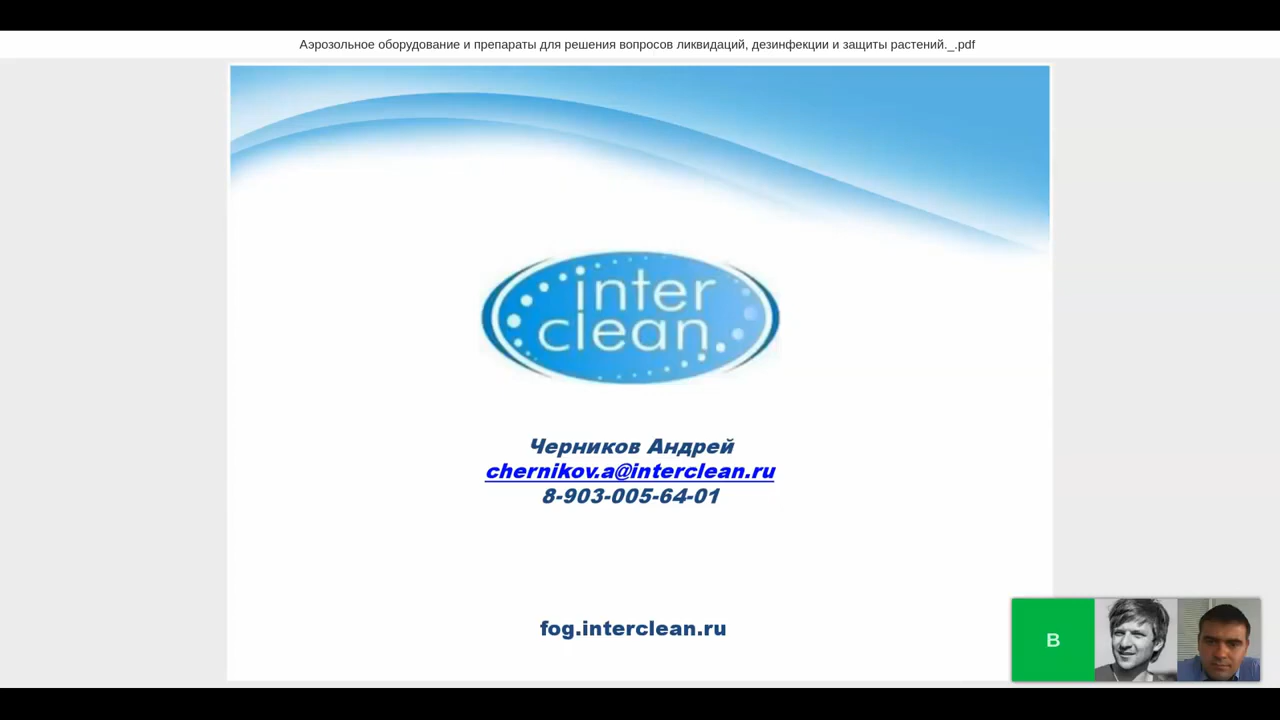 Аэрозольное оборудование и препараты для решения вопросов ликвидаций, дезинфекции и защиты растений._.pdf
inter
clean
Черников Андрей
chernikov.a@interclean.ru
8-903-005-64-01
fog.interclean.ru
B